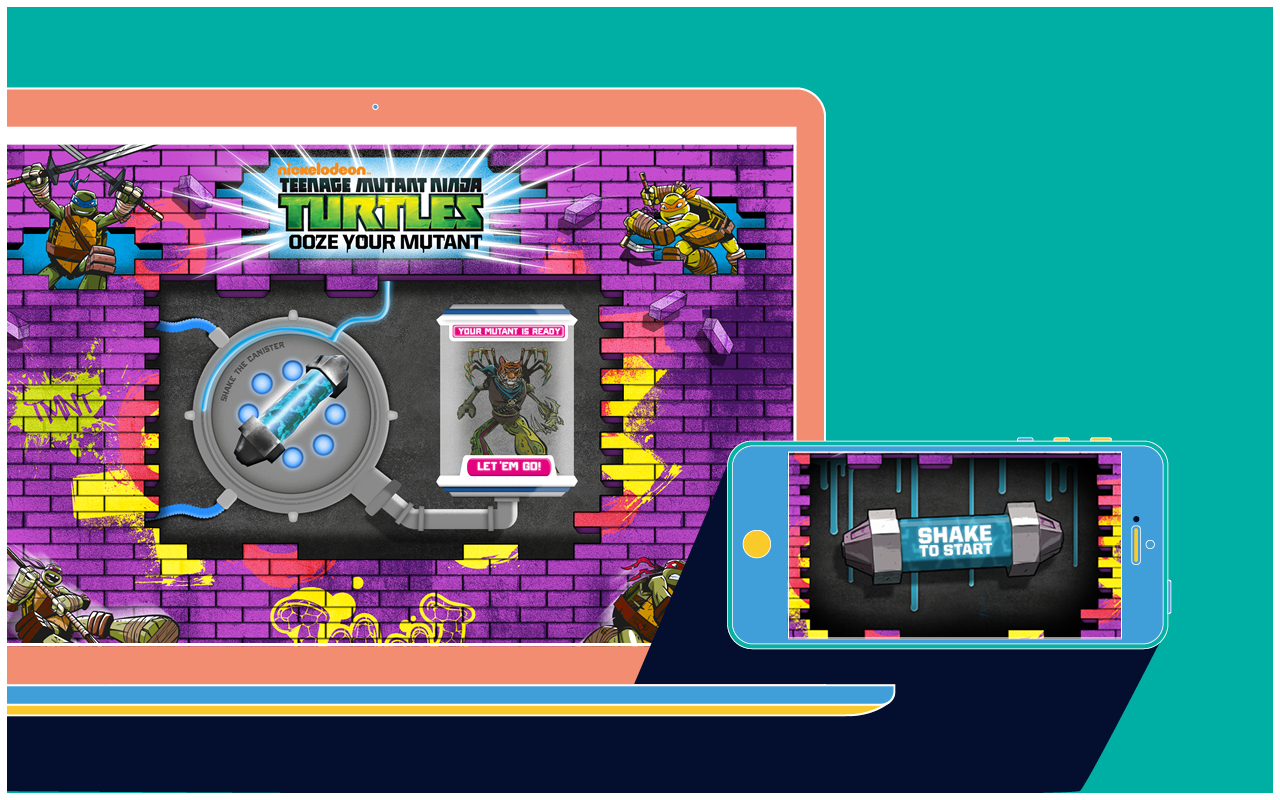 nickelodeon
TEENAGE MUTANT NINJA
TURTLES
OOZE YOUR MUTANT
SHAKE THE CANISTER
YOUR MUTANT IS READY
LET 'EM GO!
TMNT
SHAKE
TO START